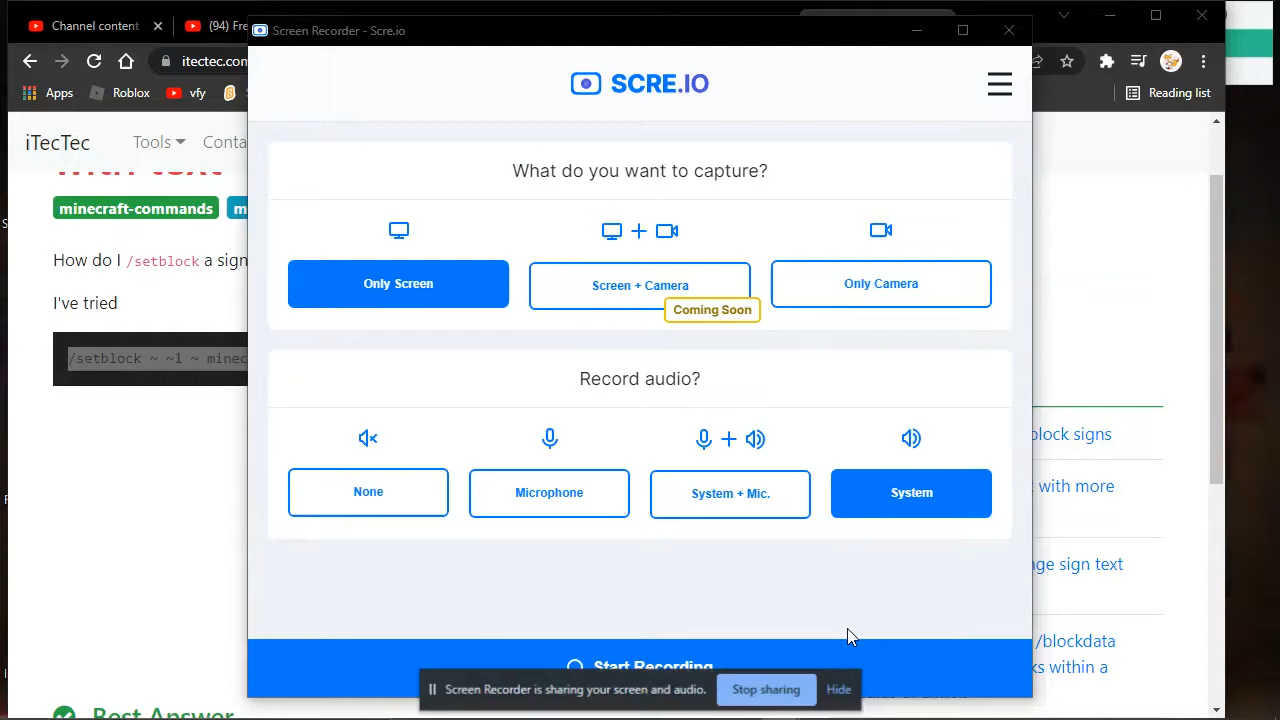 Channel content
(94) Fre
Screen Recorder - Scre.io
itectec.com
Apps
Roblox
vfy
Reading list
SCRE.IO
iTecTec
Tools
Conta
What do you want to capture?
minecraft-commands
m
How do I /setblock a sign
I've tried
/setblock ~ ~1 ~ minec
Only Screen
Screen + Camera
Only Camera
Coming Soon
Record audio?
None
Microphone
System + Mic.
System
lock signs
with more
ge sign text
/blockdata
ks within a
Start Recording
Screen Recorder is sharing your screen and audio.
Stop sharing
Hide
Best Answer